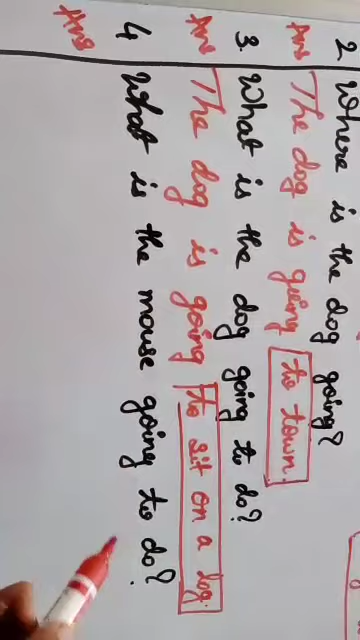 2. Where is the dog going?
Ans The dog is going to town.
3. What is the dog going to do?
Ans The dog is going to sit on a log.
4 What is the mouse going to do?
Ans